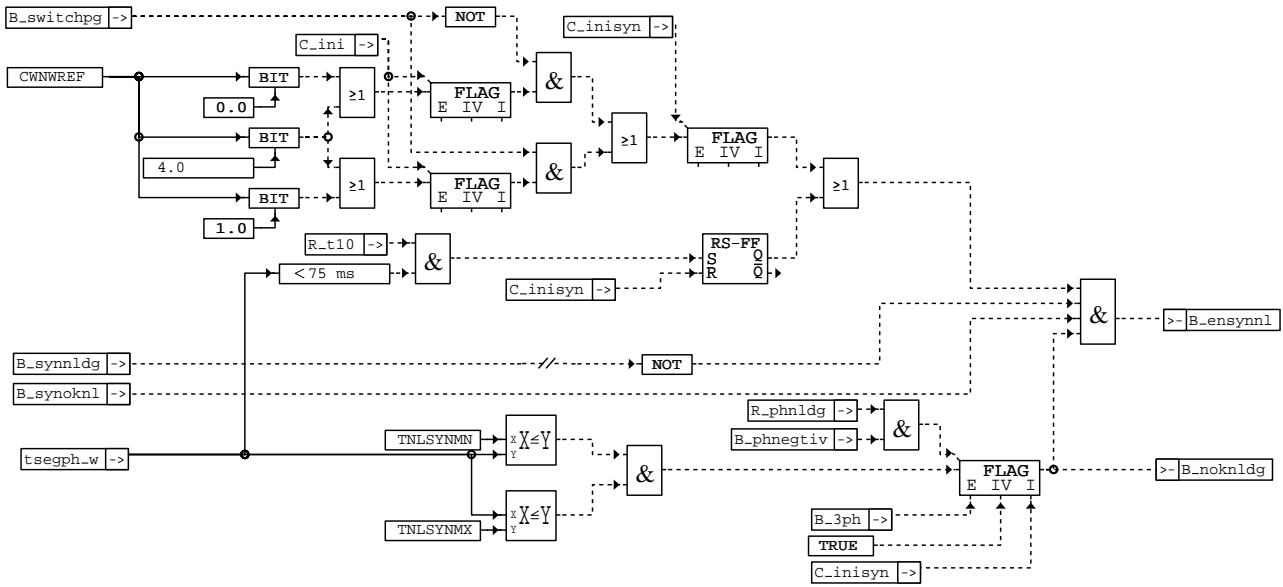 B_switchpg ->
NOT
C_inisyn ->
C_ini ->
CWNWREF
BIT
≥1
FLAG
E IV I
&
0.0
≥1
BIT
FLAG
E IV I
4.0
≥1
FLAG
E IV I
&
≥1
BIT
1.0
R_t10 ->
&
RS-FF
S Q
R Q̅
<75 ms
C_inisyn ->
&
>- B_ensynnl
B_synnldg ->
//
NOT
B_synoknl ->
R_phnldg ->
&
TNLSYNMN
X
Y
X≤Y
B_phnegtiv ->
tsegph_w ->
&
FLAG
E IV I
>- B_noknldg
TNLSYNMX
X
Y
X≤Y
B_3ph ->
TRUE
C_inisyn ->